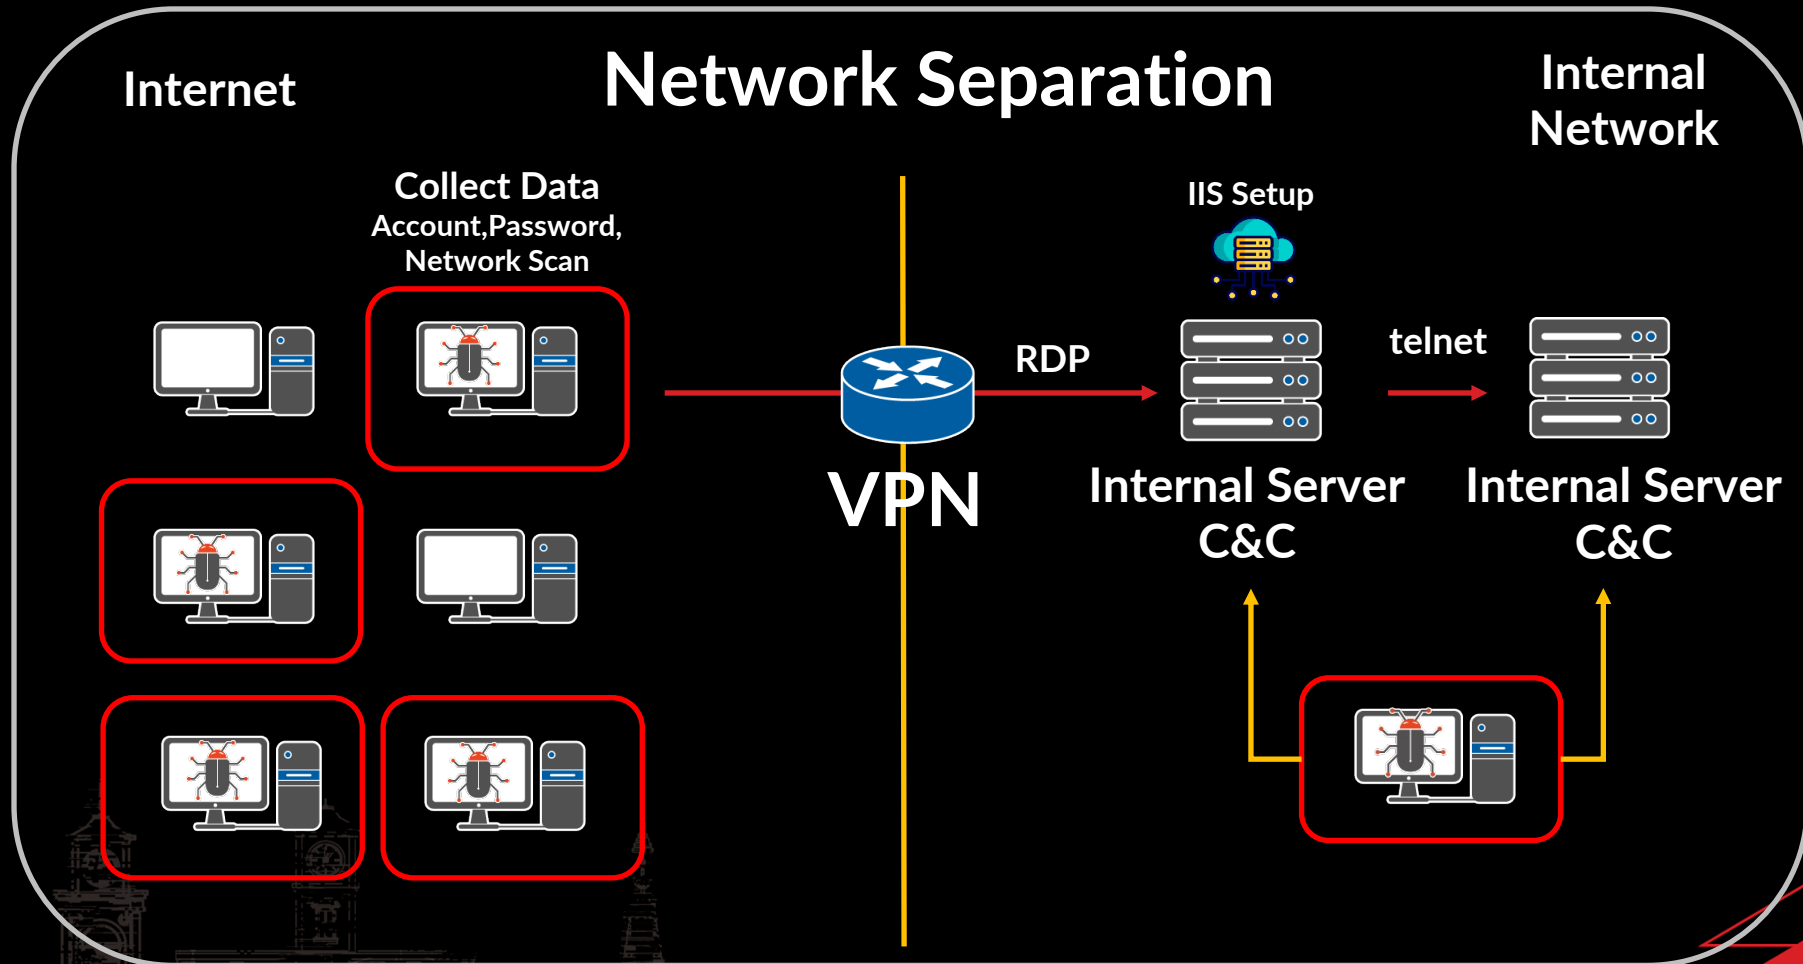 Network Separation
Internet
Internal
Network
Collect Data
Account,Password,
Network Scan
IIS Setup
RDP
telnet
VPN
Internal Server
C&C
Internal Server
C&C